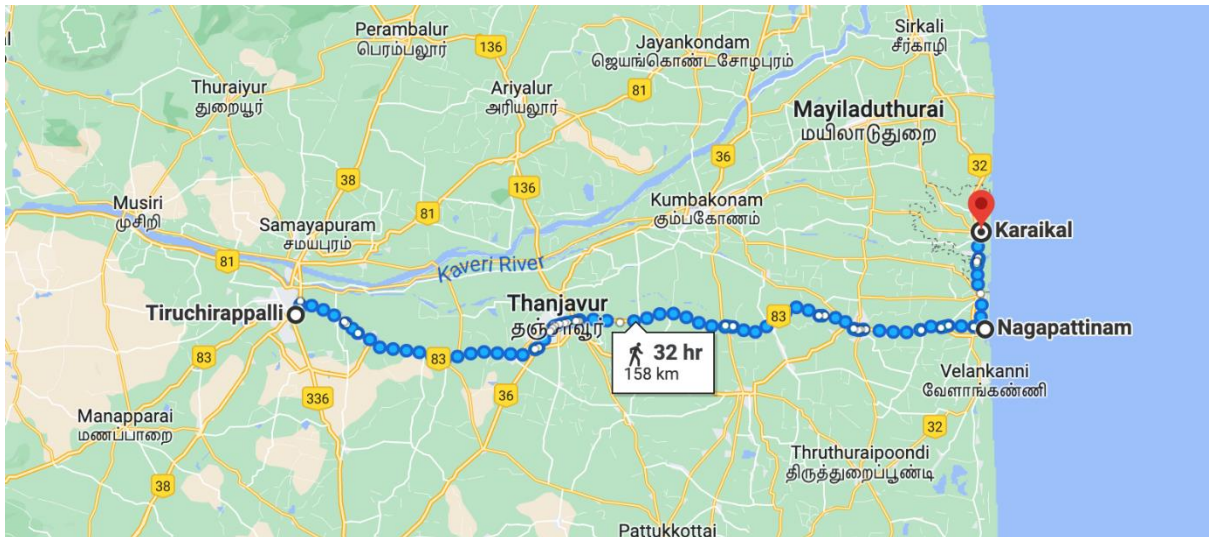 Sirkali
சீர்காழி
Perambalur
பெரம்பலூர்
136
Jayankondam
ஜெயங்கொண்டசோழபுரம்
Thuraiyur
துறையூர்
Ariyalur
அரியலூர்
81
Mayiladuthurai
மயிலாடுதுறை
36
32
38
136
Musiri
முசிறி
Samayapuram
சமயபுரம்
81
Kumbakonam
கும்பகோணம்
Karaikal
81
Kaveri River
Tiruchirappalli
Thanjavur
தஞ்சாவூர்
83
Nagapattinam
32 hr
158 km
83
83
Velankanni
வேளாங்கண்ணி
336
36
Manapparai
மணப்பாறை
32
Thruthuraipoondi
திருத்துறைப்பூண்டி
38
Pattukkottai